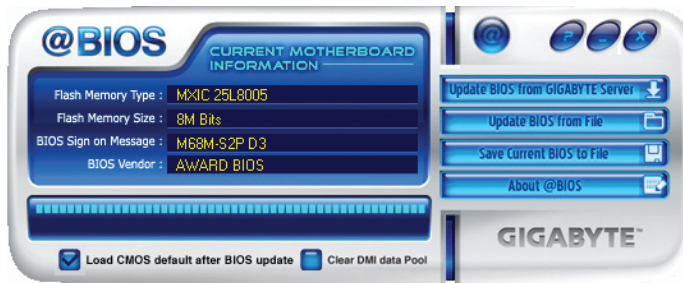 @BIOS
CURRENT MOTHERBOARD
INFORMATION
Flash Memory Type : MXIC 25L8005
Flash Memory Size : 8M Bits
BIOS Sign on Message : M68M-S2P D3
BIOS Vendor : AWARD BIOS
Load CMOS default after BIOS update
Clear DMI data Pool
@ ? – X
Update BIOS from GIGABYTE Server
Update BIOS from File
Save Current BIOS to File
About @BIOS
GIGABYTE™